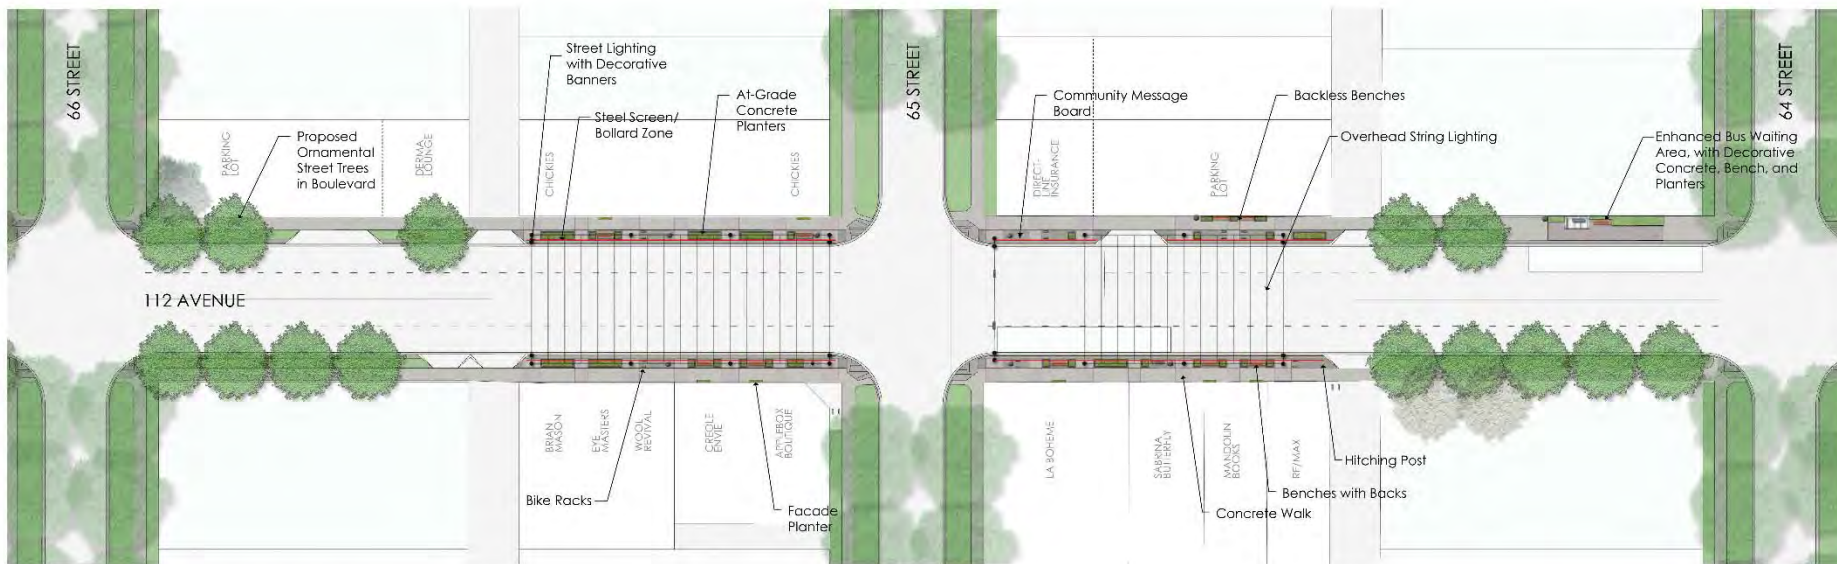 66 STREET
Proposed
Ornamental
Street Trees
in Boulevard
PARKING
LOT
DERMA
LOUNGE
Street Lighting
with Decorative
Banners
Steel Screen/
Bollard Zone
At-Grade
Concrete
Planters
CHICKIES
CHICKIES
65 STREET
Community Message
Board
DIRECT
LINE
INSURANCE
Backless Benches
PARKING
LOT
Overhead String Lighting
Enhanced Bus Waiting
Area, with Decorative
Concrete, Bench, and
Planters
64 STREET
112 AVENUE
BRIAN
MASON
EYE
MASTERS
WOOL
REVIVAL
CREOLE
ENVIE
APPLEBOX
BOUTIQUE
Bike Racks
Facade
Planter
LA BOHEME
SABRINA
BUTTERFLY
MANDOLIN
BOOKS
RE/MAX
Hitching Post
Benches with Backs
Concrete Walk